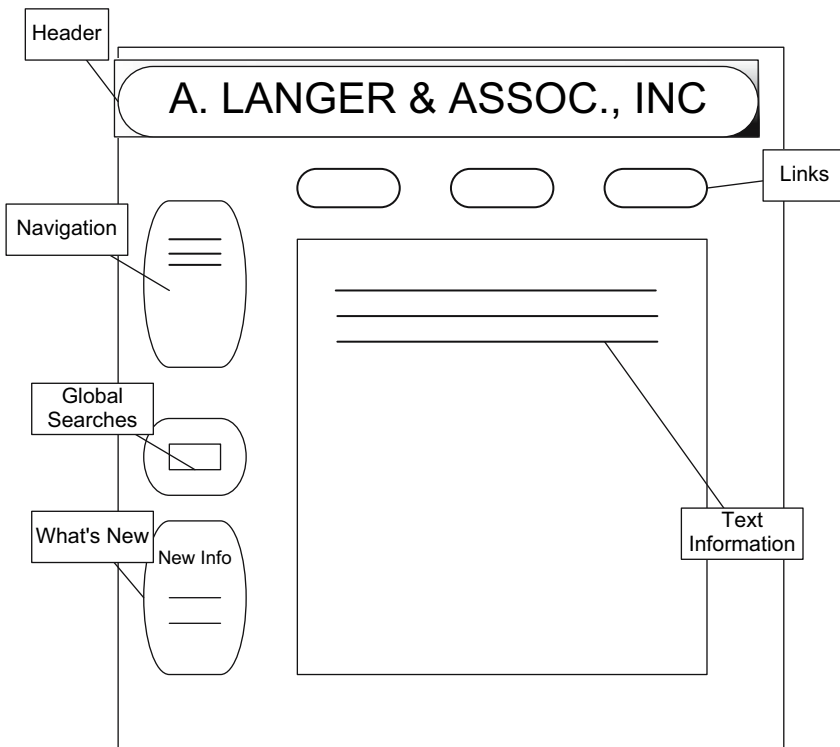 Header
A. LANGER & ASSOC., INC
Links
Navigation
Global
Searches
What's New
New Info
Text
Information